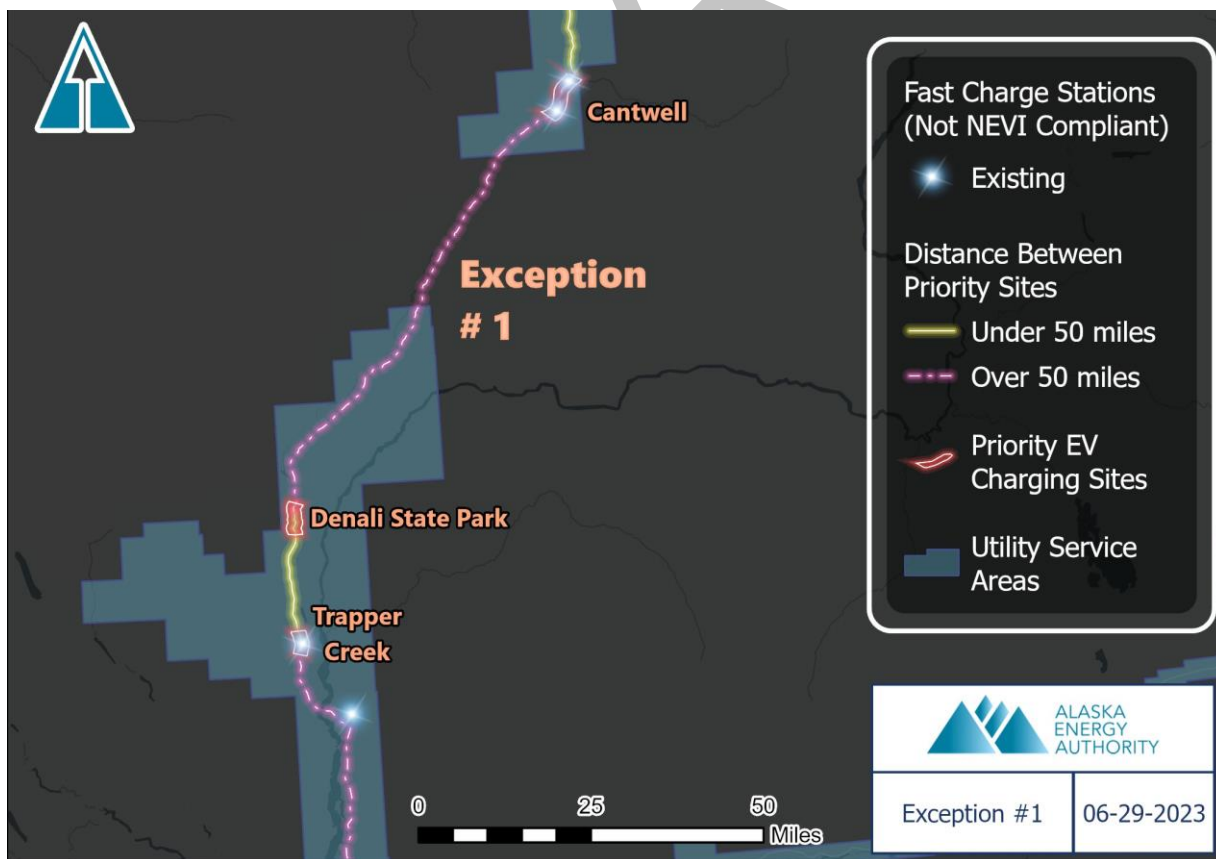 Cantwell
Exception
# 1
Denali State Park
Trapper
Creek
0 25 50
Miles
Fast Charge Stations
(Not NEVI Compliant)
Existing
Distance Between
Priority Sites
Under 50 miles
Over 50 miles
Priority EV
Charging Sites
Utility Service
Areas
ALASKA
ENERGY
AUTHORITY
Exception #1
06-29-2023